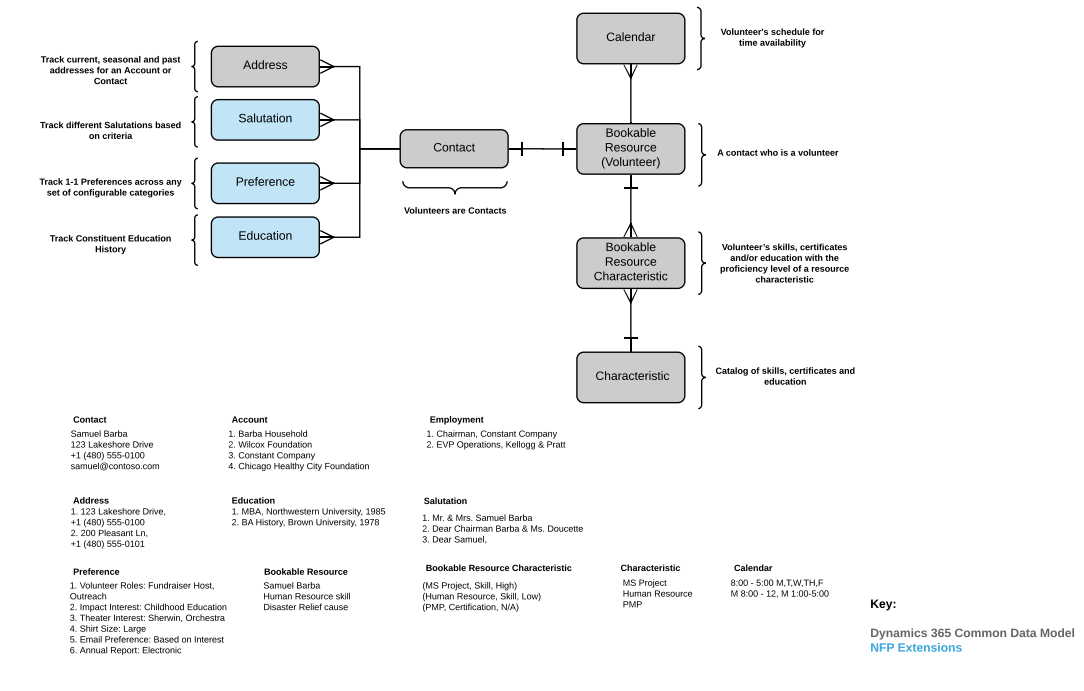 Calendar
Volunteer's schedule for
time availability
Track current, seasonal and past
addresses for an Account or
Contact
Address
Track different Salutations based
on criteria
Salutation
Contact
Volunteers are Contacts
Bookable
Resource
(Volunteer)
A contact who is a volunteer
Track 1-1 Preferences across any
set of configurable categories
Preference
Track Constituent Education
History
Education
Bookable
Resource
Characteristic
Volunteer's skills, certificates
and/or education with the
proficiency level of a resource
characteristic
Characteristic
Catalog of skills, certificates and
education
Contact
Samuel Barba
123 Lakeshore Drive
+1 (480) 555-0100
samuel@contoso.com
Account
1. Barba Household
2. Wilcox Foundation
3. Constant Company
4. Chicago Healthy City Foundation
Employment
1. Chairman, Constant Company
2. EVP Operations, Kellogg & Pratt
Address
1. 123 Lakeshore Drive,
+1 (480) 555-0100
2. 200 Pleasant Ln,
+1 (480) 555-0101
Education
1. MBA, Northwestern University, 1985
2. BA History, Brown University, 1978
Salutation
1. Mr. & Mrs. Samuel Barba
2. Dear Chairman Barba & Ms. Doucette
3. Dear Samuel,
Preference
1. Volunteer Roles: Fundraiser Host,
Outreach
2. Impact Interest: Childhood Education
3. Theater Interest: Sherwin, Orchestra
4. Shirt Size: Large
5. Email Preference: Based on Interest
6. Annual Report: Electronic
Bookable Resource
Samuel Barba
Human Resource skill
Disaster Relief cause
Bookable Resource Characteristic
(MS Project, Skill, High)
(Human Resource, Skill, Low)
(PMP, Certification, N/A)
Characteristic
MS Project
Human Resource
PMP
Calendar
8:00 - 5:00 M,T,W,TH,F
M 8:00 - 12, M 1:00-5:00
Key:
Dynamics 365 Common Data Model
NFP Extensions